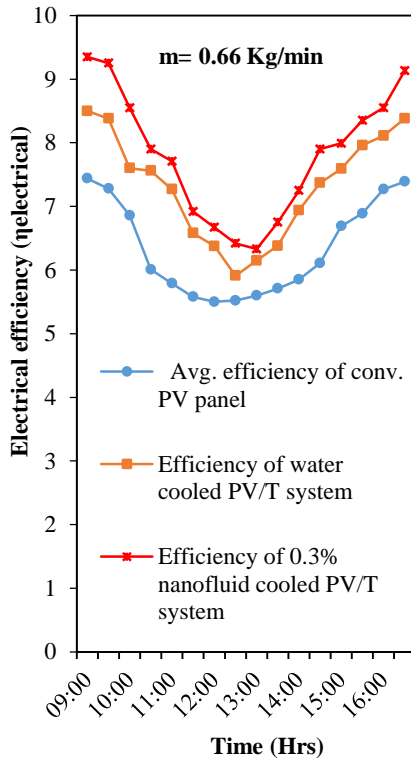 m= 0.66 Kg/min
Electrical efficiency (ηelectrical)
10
9
8
7
6
5
4
3
2
1
0
Avg. efficiency of conv.
PV panel
Efficiency of water
cooled PV/T system
Efficiency of 0.3%
nanofluid cooled PV/T
system
09:00
10:00
11:00
12:00
13:00
14:00
15:00
16:00
Time (Hrs)